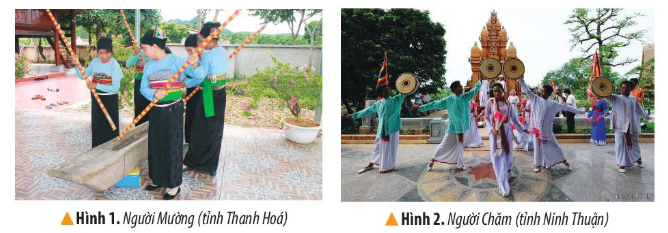 Hình 1. Người Mường (tỉnh Thanh Hoá)
Hình 2. Người Chăm (tỉnh Ninh Thuận)